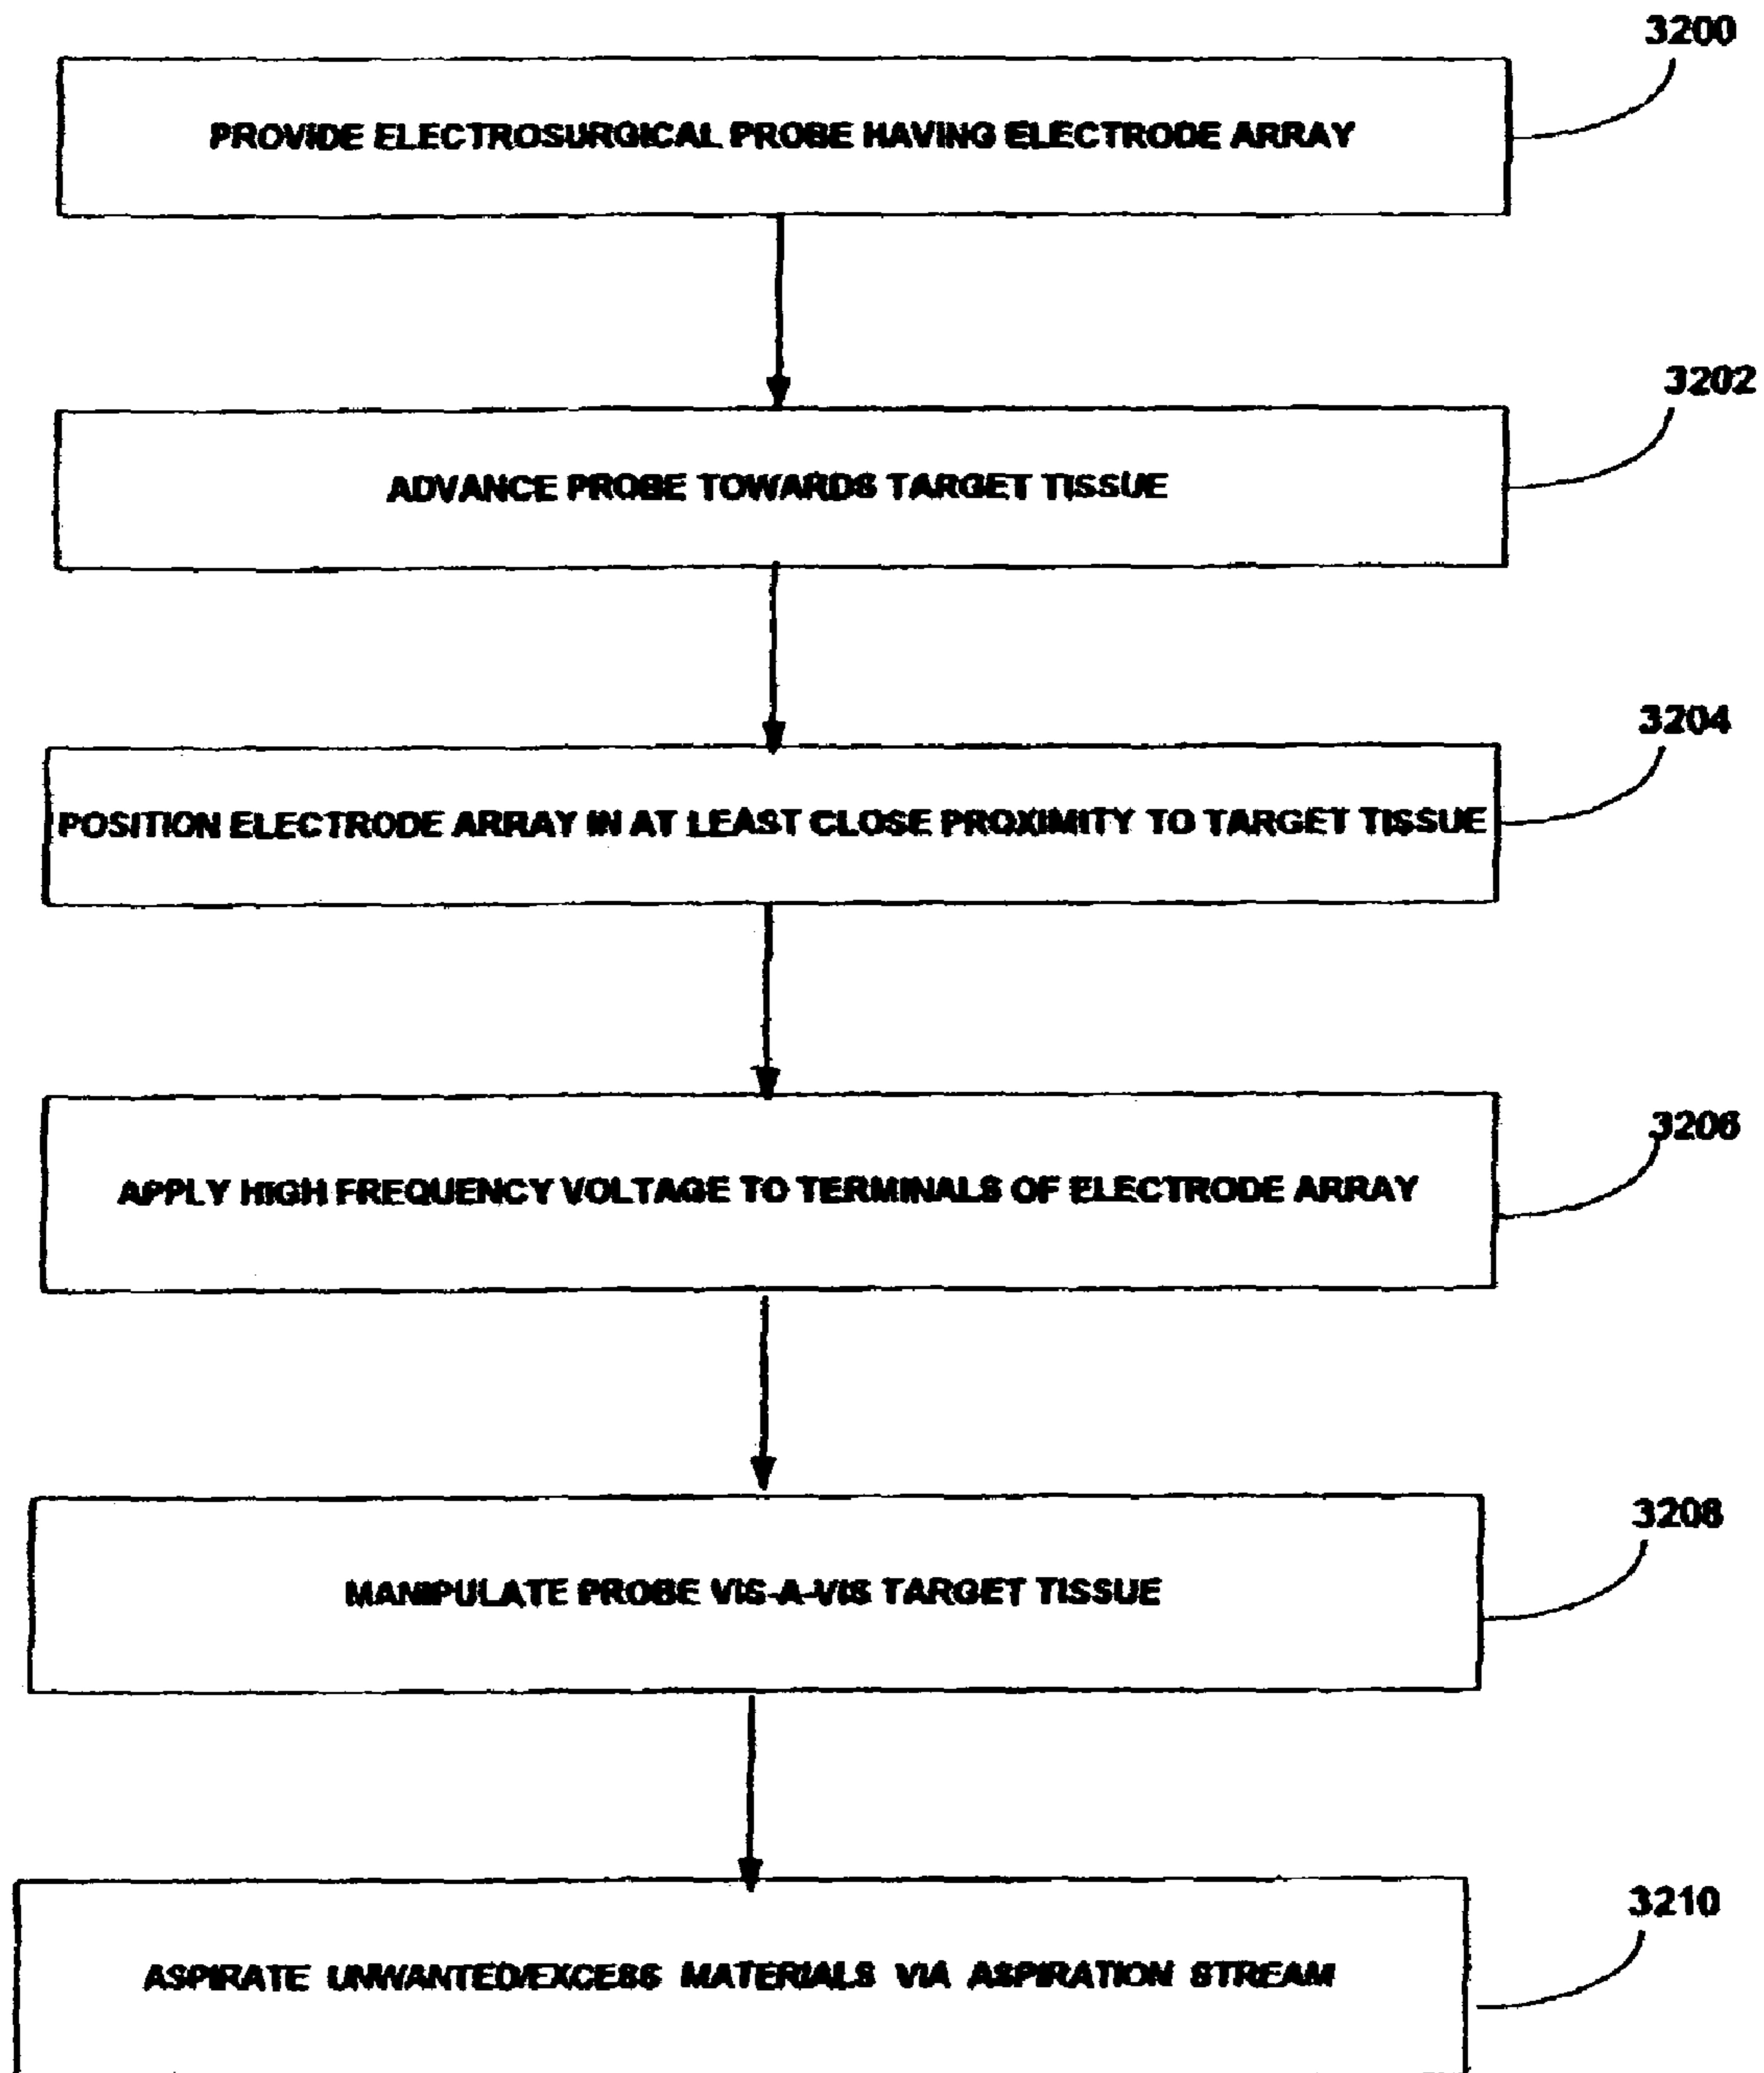 3200
PROVIDE ELECTROSURGICAL PROBE HAVING ELECTRODE ARRAY
3202
ADVANCE PROBE TOWARDS TARGET TISSUE
3204
POSITION ELECTRODE ARRAY IN AT LEAST CLOSE PROXIMITY TO TARGET TISSUE
3206
APPLY HIGH FREQUENCY VOLTAGE TO TERMINALS OF ELECTRODE ARRAY
3208
MANIPULATE PROBE VIS-A-VIS TARGET TISSUE
3210
ASPIRATE UNWANTED/EXCESS MATERIALS VIA ASPIRATION STREAM